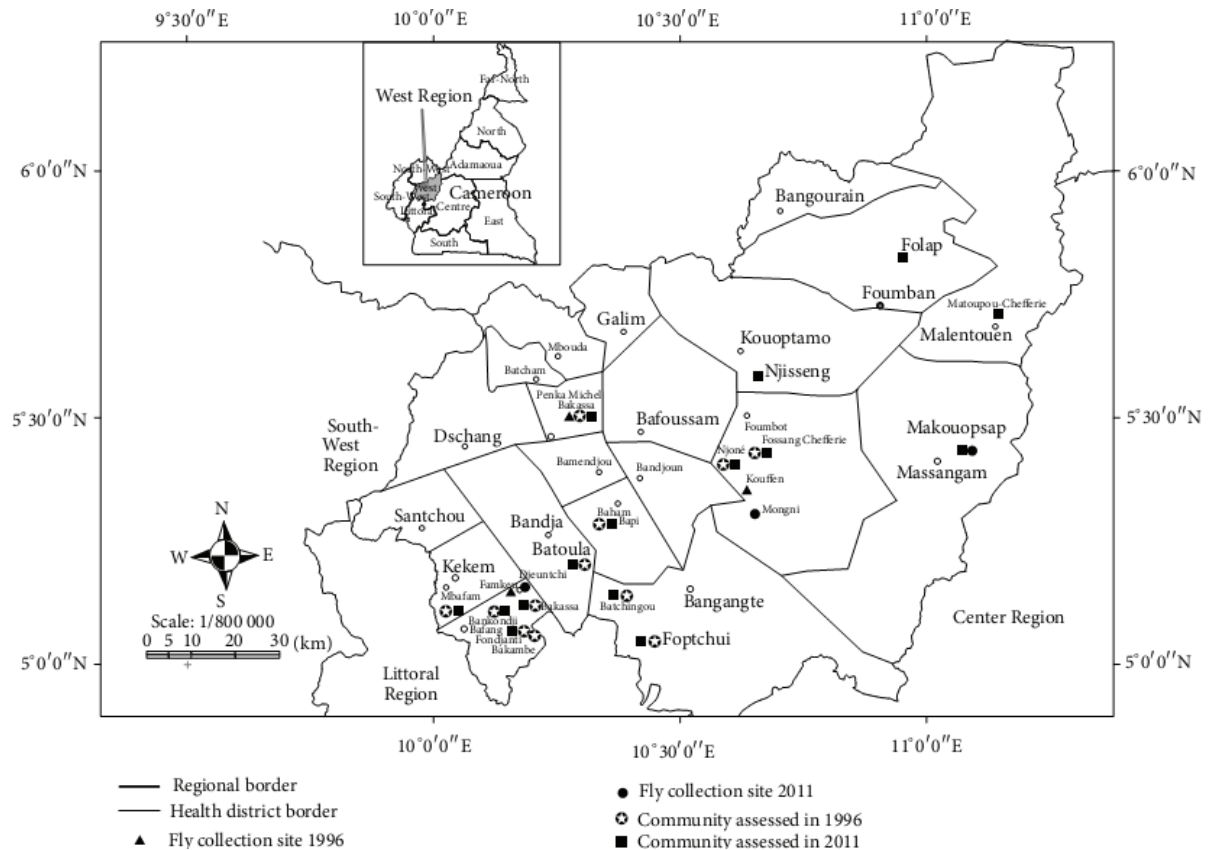 9°30′0″E
10°0′0″E
10°30′0″E
11°0′0″E
Far-North
West Region
North
North-West
Adamaoua
West
South-West
Cameroon
Littoral
Centre
East
South
6°0′0″N
6°0′0″N
Bangourain
Folap
Foumban
Matoupou-Chefferie
Malentouen
Galim
Kouoptamo
Mbouda
Batcham
Njisseng
Penka Michel
Bakassa
5°30′0″N
5°30′0″N
South-
West
Region
Dschang
Bafoussam
Foumbot
Fossang Chefferie
Njoné
Makouopsap
Massangam
Bamendjou
Bandjoun
Kouffen
Mongni
Santchou
Bandja
Baham
Bapi
Batoula
N
W
E
S
Kekem
Djeuntchi
Mbafam
Bakassa
Batchingou
Bangangte
Center Region
Scale: 1/800 000
0 5 10 20 30 (km)
Bankondji
Bafang
Fondjanti
Bakambe
Foptchui
Littoral
Region
5°0′0″N
5°0′0″N
10°0′0″E
10°30′0″E
11°0′0″E
Regional border
Health district border
Fly collection site 1996
Fly collection site 2011
Community assessed in 1996
Community assessed in 2011